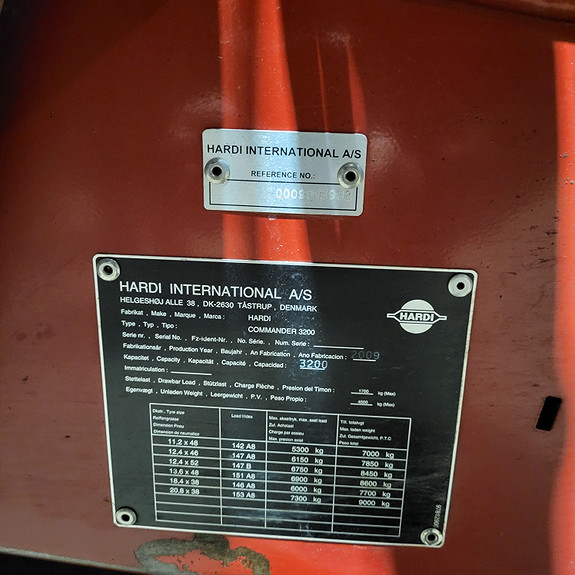 HARDI INTERNATIONAL A/S
REFERENCE NO.:
HARDI INTERNATIONAL A/S
HELGESHØJ ALLE 38, DK-2630 TÅSTRUP, DENMARK
HARDI
Fabrikat, Make, Marque, Marca: HARDI
Type, Typ, Tipo: COMMANDER 3200
Serie nr., Serial No., Fz-Ident-Nr., No. Série., Num. Serie:
Fabrikationsår, Production Year, Baujahr, An Fabrication, Ano Fabricacion: 2009
Kapacitet, Capacity, Kapacität, Capacité, Capacidad: 3200
Immatriculation:
Støttelast, Drawbar Load, Stützlast, Charge Flèche, Presion del Timon: 1700 kg (Max)
Egenvægt, Unladen Weight, Leergewicht, P.V., Peso Propio: 4000 kg (Max)
Distr., Tyre size Load Index Max. akseltryk, max. axel load Till. totalvgt
Reifengrosse Zul. Achslast Max. laden weight
Dimension Pneu Charge par essieu Zul. Gesamtgewicht, P.T.C
Dimension de neumatico Max. presion axial Peso total
11,2 x 48 142 A8 5300 kg 7000 kg
12,4 x 46 147 A8 6150 kg 7850 kg
12,4 x 52 147 B 6750 kg 8450 kg
13,6 x 48 151 A8 6900 kg 8600 kg
18,4 x 38 146 A8 6000 kg 7700 kg
20,8 x 38 153 A8 7300 kg 9000 kg